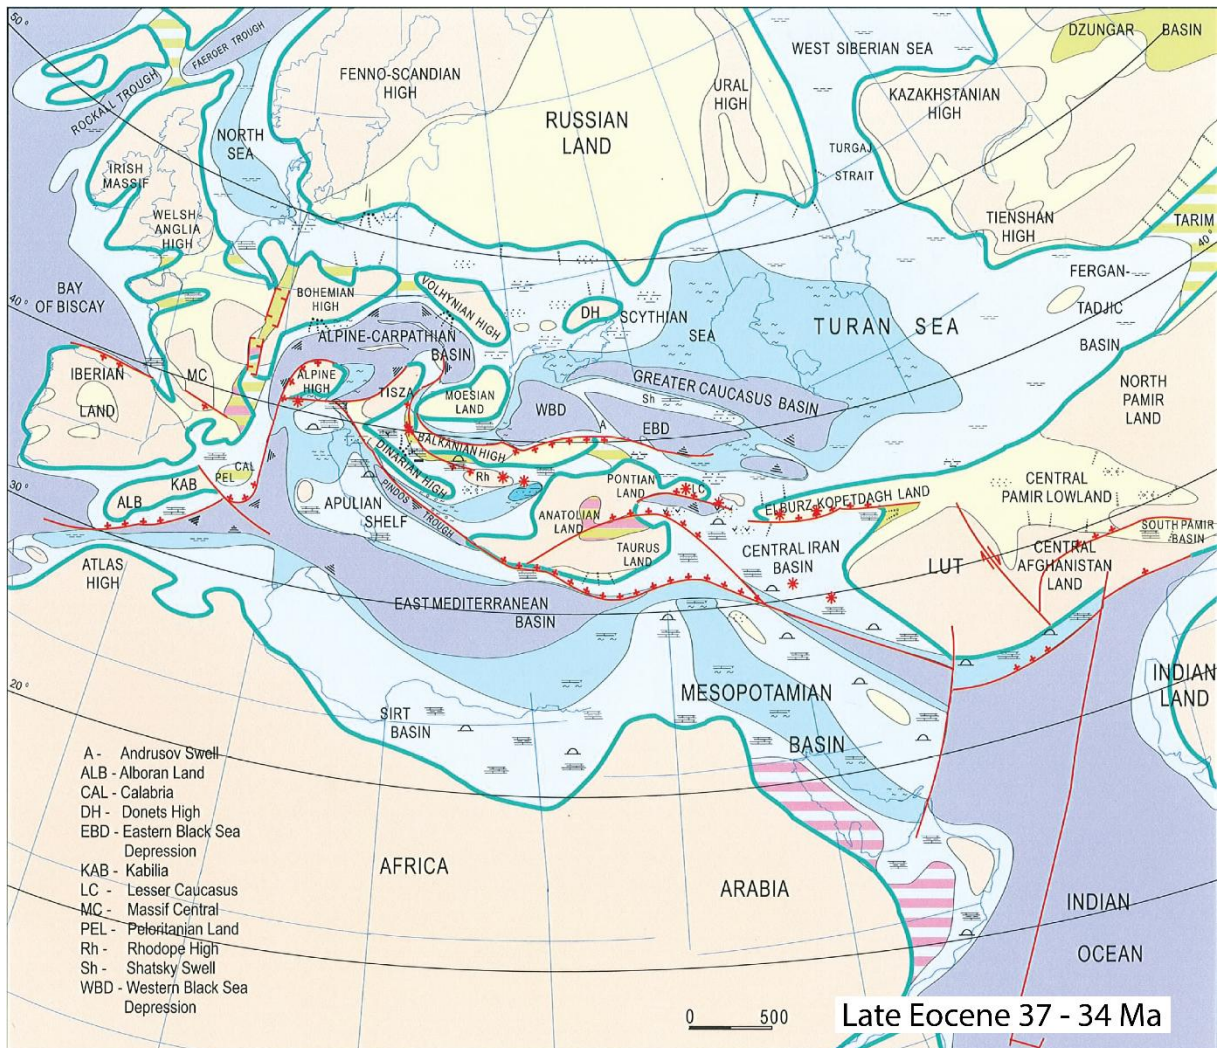 50°
FAEROER TROUGH
ROCKALL TROUGH
NORTH
SEA
FENNO-SCANDIAN
HIGH
RUSSIAN
LAND
URAL
HIGH
WEST SIBERIAN SEA
DZUNGAR BASIN
KAZAKHSTANIAN
HIGH
TURGAJ
STRAIT
IRISH
MASSIF
WELSH-
ANGLIA
HIGH
TIENSHAN
HIGH
TARIM
40°
BAY
OF BISCAY
40°
BOHEMIAN
HIGH
VOLHYNIAN HIGH
DH
SCYTHIAN
SEA
TURAN SEA
FERGAN-
TADJIC
BASIN
ALPINE-CARPATHIAN
BASIN
IBERIAN
LAND
MC
ALPINE
HIGH
TISZA
MOESIAN
LAND
WBD
GREATER CAUCASUS BASIN
Sh
A
EBD
NORTH
PAMIR
LAND
BALKANIAN HIGH
DINARIAN HIGH
Rh
CAL
PEL
KAB
ALB
30°
APULIAN
SHELF
PINDOS
TROUGH
PONTIAN
LAND
LC
ANATOLIAN
LAND
TAURUS
LAND
ELBURZ-KOPETDAGH LAND
CENTRAL
PAMIR LOWLAND
SOUTH PAMIR
BASIN
CENTRAL IRAN
BASIN
LUT
CENTRAL
AFGHANISTAN
LAND
ATLAS
HIGH
EAST MEDITERRANEAN
BASIN
INDIAN
LAND
20°
MESOPOTAMIAN
BASIN
SIRT
BASIN
A - Andrusov Swell
ALB - Alboran Land
CAL - Calabria
DH - Donets High
EBD - Eastern Black Sea
Depression
KAB - Kabilia
LC - Lesser Caucasus
MC - Massif Central
PEL - Peloritanian Land
Rh - Rhodope High
Sh - Shatsky Swell
WBD - Western Black Sea
Depression
AFRICA
ARABIA
INDIAN
OCEAN
0 500
Late Eocene 37 - 34 Ma